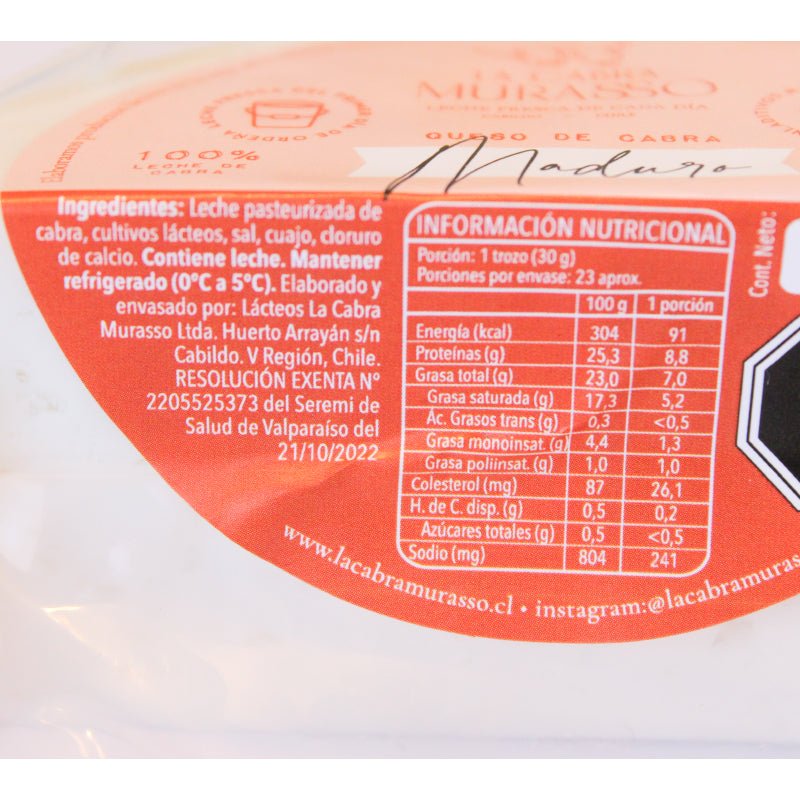 LA CABRA
MURASSO
LECHE FRESCA DE CADA DÍA
CABILDO CHILE
QUESO DE CABRA
Maduro
100%
LECHE DE
CABRA
Ingredientes: Leche pasteurizada de
cabra, cultivos lácteos, sal, cuajo, cloruro
de calcio. Contiene leche. Mantener
refrigerado (0°C a 5°C). Elaborado y
envasado por: Lácteos La Cabra
Murasso Ltda. Huerto Arrayán s/n
Cabildo. V Región, Chile.
RESOLUCIÓN EXENTA N°
2205525373 del Seremi de
Salud de Valparaíso del
21/10/2022
INFORMACIÓN NUTRICIONAL
Porción: 1 trozo (30 g)
Porciones por envase: 23 aprox.
100 g 1 porción
Energía (kcal) 304 91
Proteínas (g) 25,3 8,8
Grasa total (g) 23,0 7,0
Grasa saturada (g) 17,3 5,2
Ác. Grasos trans (g) 0,3 <0,5
Grasa monoinsat. (g) 4,4 1,3
Grasa poliinsat. (g) 1,0 1,0
Colesterol (mg) 87 26,1
H. de C. disp. (g) 0,5 0,2
Azúcares totales (g) 0,5 <0,5
Sodio (mg) 804 241
Cont. Neto:
www.lacabramurasso.cl • instagram:@lacabramuras